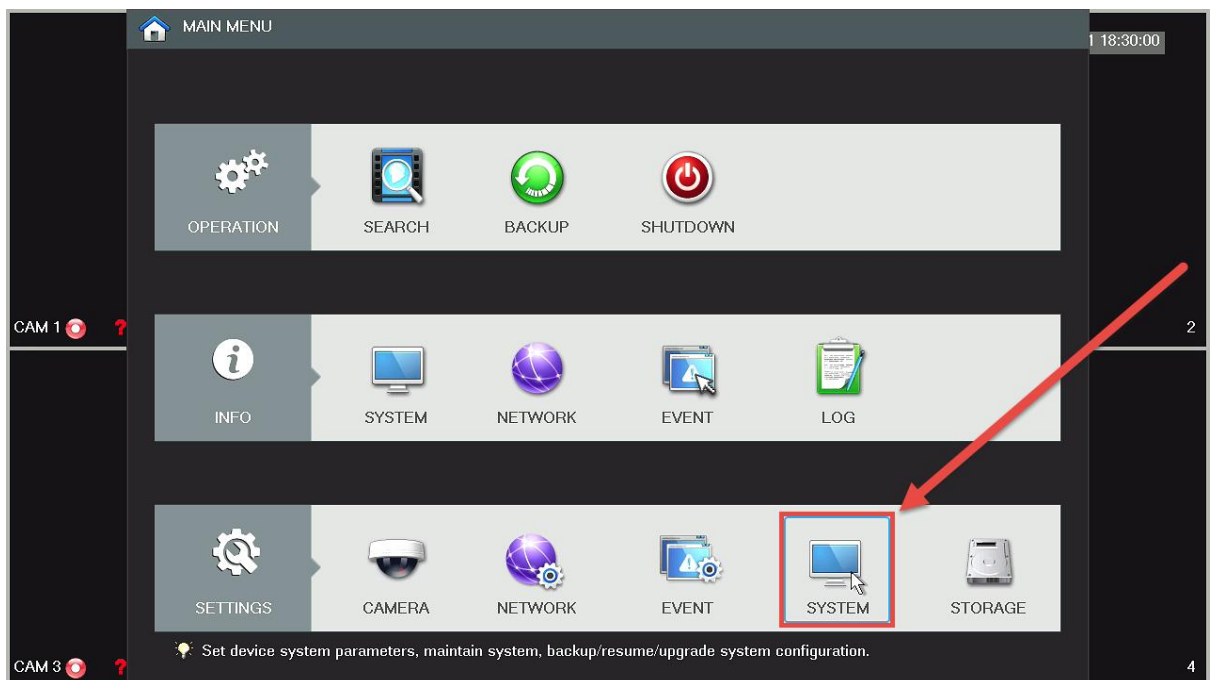 MAIN MENU
1 18:30:00
OPERATION
SEARCH
BACKUP
SHUTDOWN
CAM 1
?
2
INFO
SYSTEM
NETWORK
EVENT
LOG
SETTINGS
CAMERA
NETWORK
EVENT
SYSTEM
STORAGE
Set device system parameters, maintain system, backup/resume/upgrade system configuration.
CAM 3
?
4